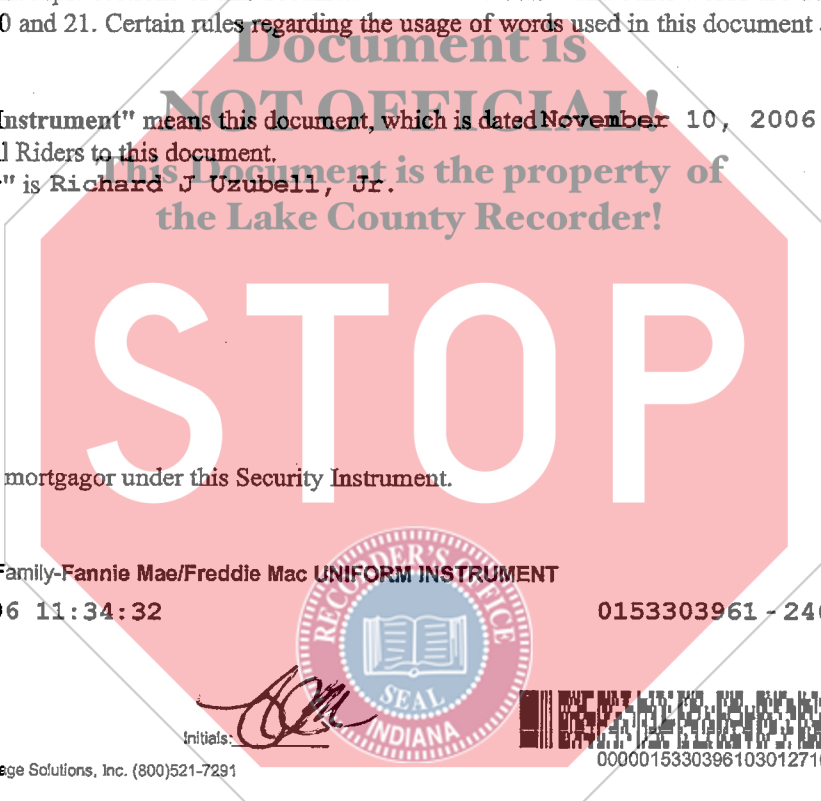 0 and 21. Certain rules regarding the usage of words used in this document
Document is
NOT OFFICIAL!
Instrument" means this document, which is dated November 10, 2006
l Riders to this document.
This Document is the property of
" is Richard J Uzubell, Jr.
the Lake County Recorder!
STOP
mortgagor under this Security Instrument.
Family-Fannie Mae/Freddie Mac UNIFORM INSTRUMENT
6 11:34:32
0153303961 - 24
RECORDER'S OFFICE
SEAL
INDIANA
Initials:
age Solutions, Inc. (800)521-7291
000001533039610301271